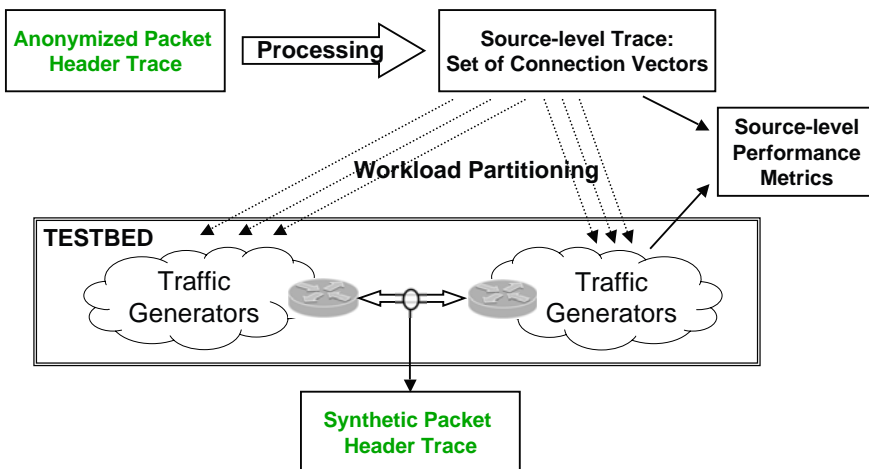 Anonymized Packet
Header Trace
Processing
Source-level Trace:
Set of Connection Vectors
Source-level
Performance
Metrics
Workload Partitioning
TESTBED
Traffic
Generators
Traffic
Generators
Synthetic Packet
Header Trace